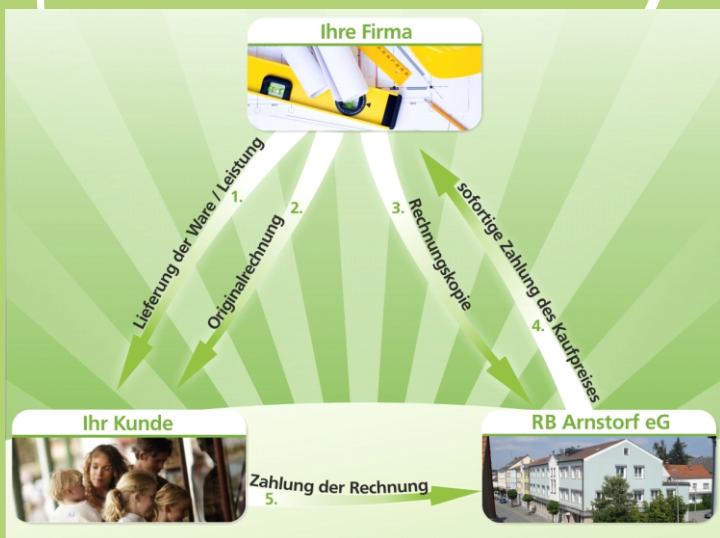 Ihre Firma
Lieferung der Ware / Leistung
1.
Originalrechnung
2.
3.
Rechnungskopie
sofortige Zahlung des Kaufpreises
4.
Ihr Kunde
RB Arnstorf eG
Zahlung der Rechnung
5.